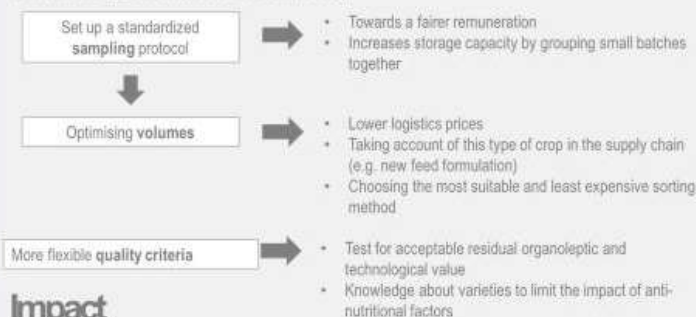 Set up a standardized
sampling protocol
• Towards a fairer remuneration
• Increases storage capacity by grouping small batches
together
Optimising volumes
• Lower logistics prices
• Taking account of this type of crop in the supply chain
(e.g. new feed formulation)
• Choosing the most suitable and least expensive sorting
method
More flexible quality criteria
• Test for acceptable residual organoleptic and
technological value
• Knowledge about varieties to limit the impact of anti-
nutritional factors
Impact